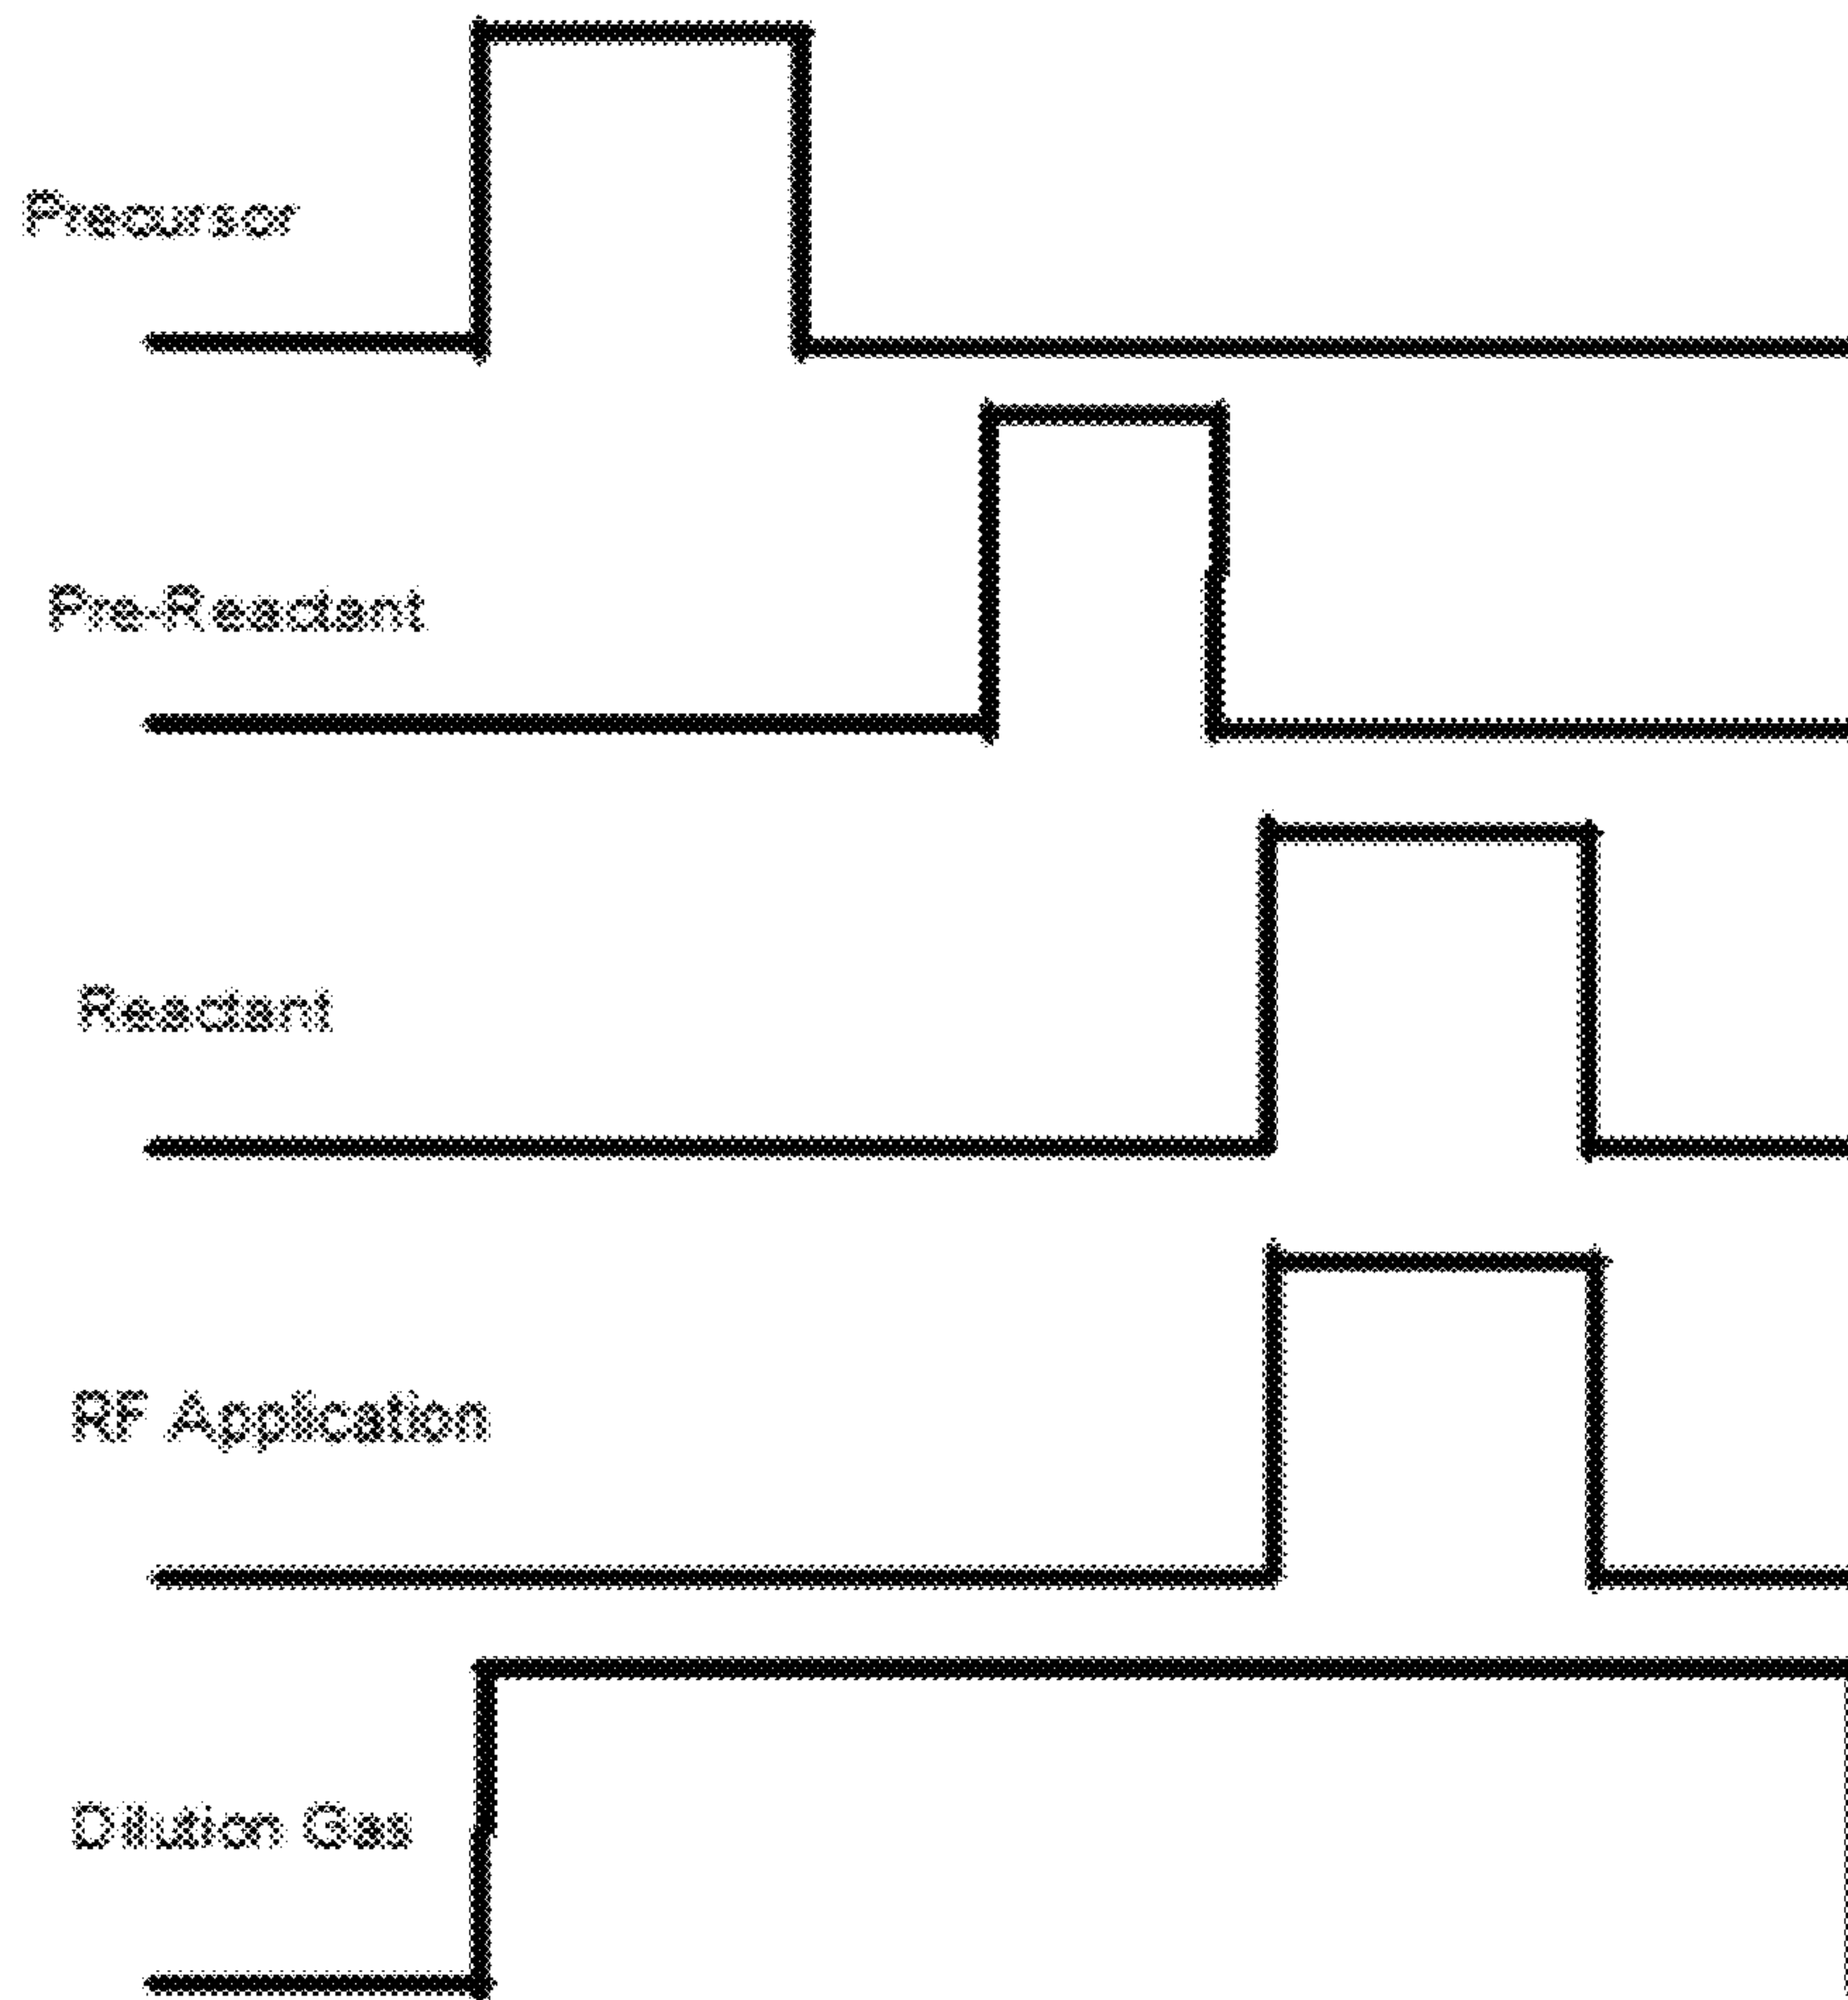 Precursor
Pre-Reactant
Reactant
RF Application
Dilution Gas